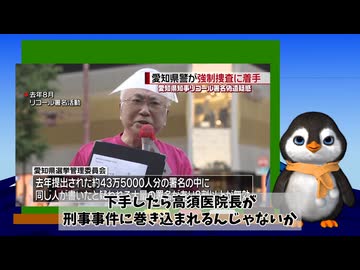 愛知県警が強制捜査に着手
愛知県知事リコール署名偽造疑惑
去年8月
リコール署名活動
愛知県選挙管理委員会
去年提出された約43万5000人分の署名の中に
下手したら高須医院長が
刑事事件に巻き込まれるんじゃないか